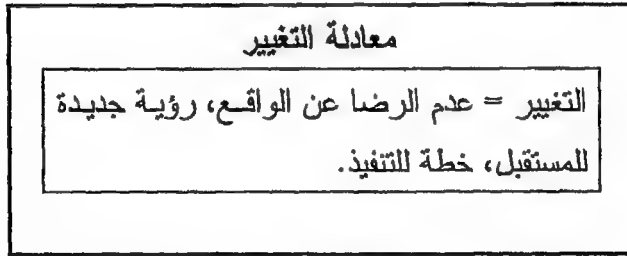 معادلة التغيير
التغيير = عدم الرضا عن الواقع، رؤية جديدة
للمستقبل، خطة للتنفيذ.